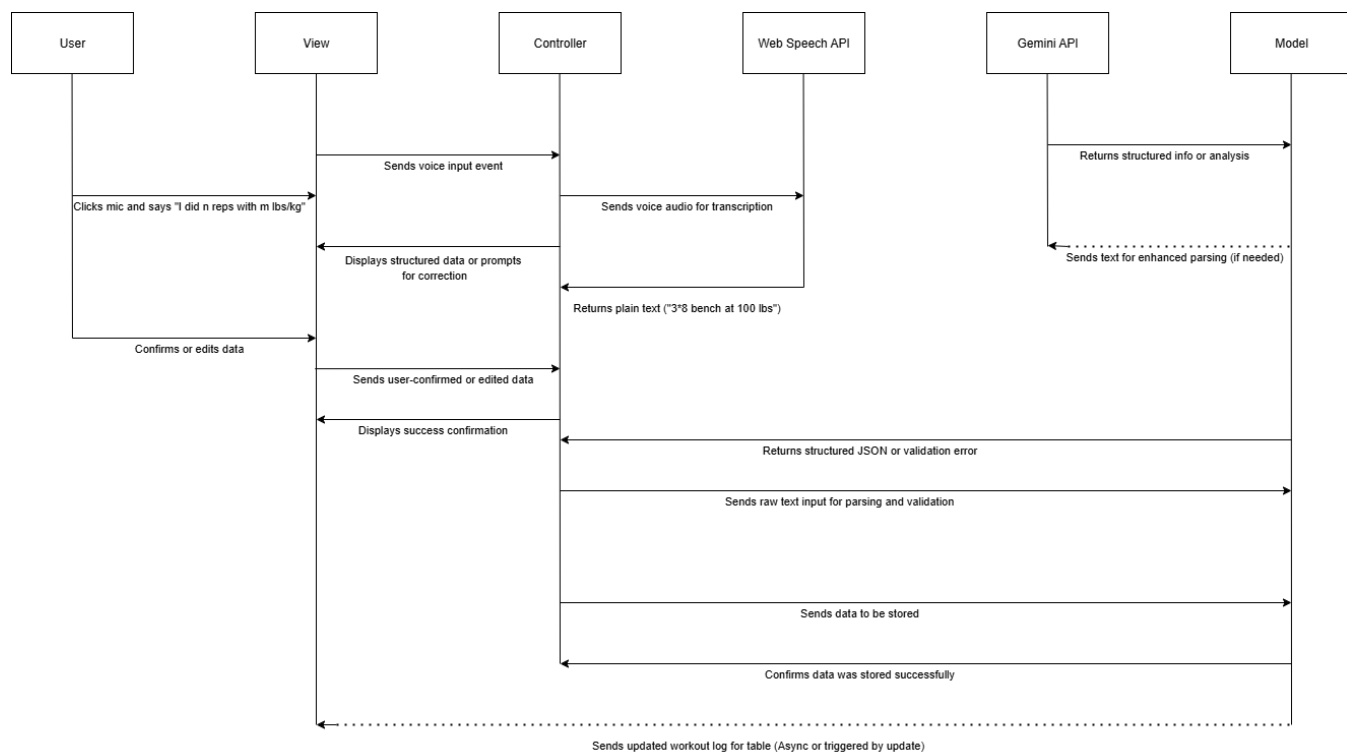 User
View
Controller
Web Speech API
Gemini API
Model
Returns structured info or analysis
Sends voice input event
Clicks mic and says "I did n reps with m lbs/kg"
Sends voice audio for transcription
Sends text for enhanced parsing (if needed)
Displays structured data or prompts
for correction
Returns plain text ("3*8 bench at 100 lbs")
Confirms or edits data
Sends user-confirmed or edited data
Displays success confirmation
Returns structured JSON or validation error
Sends raw text input for parsing and validation
Sends data to be stored
Confirms data was stored successfully
Sends updated workout log for table (Async or triggered by update)